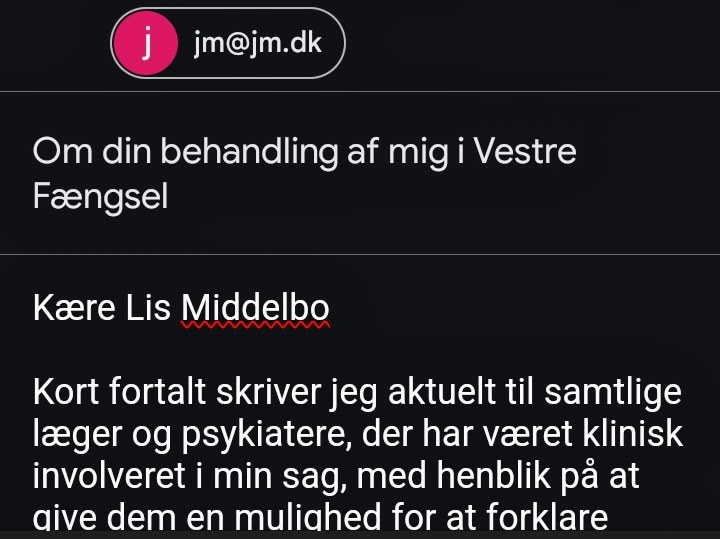 j
jm@jm.dk
Om din behandling af mig i Vestre
Fængsel
Kære Lis Middelbo
Kort fortalt skriver jeg aktuelt til samtlige
læger og psykiatere, der har været klinisk
involveret i min sag, med henblik på at
give dem en mulighed for at forklare